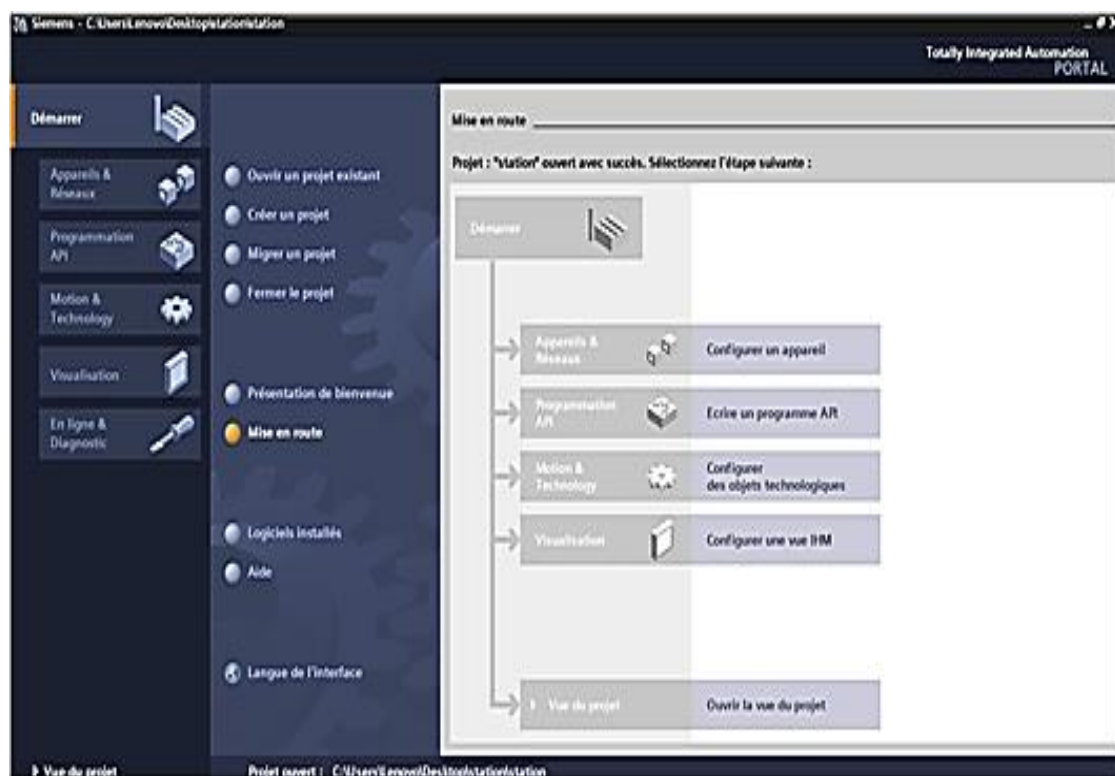 Siemens - C:\Users\Lenovo\Desktop\station\station
Totally Integrated Automation
PORTAL
Démarrer
Appareils &
Réseaux
Programmation
API
Motion &
Technology
Visualisation
En ligne &
Diagnostic
Ouvrir un projet existant
Créer un projet
Migrer un projet
Fermer le projet
Présentation de bienvenue
Mise en route
Logiciels installés
Aide
Langue de l'interface
Mise en route
Projet : "station" ouvert avec succès. Sélectionnez l'étape suivante :
Démarrer
Appareils &
Réseaux
Configurer un appareil
Programmation
API
Ecrire un programme API
Motion &
Technology
Configurer
des objets technologiques
Visualisation
Configurer une vue IHM
Vue du projet
Ouvrir la vue du projet
Vue du projet
Projet ouvert : C:\Users\Lenovo\Desktop\station\station